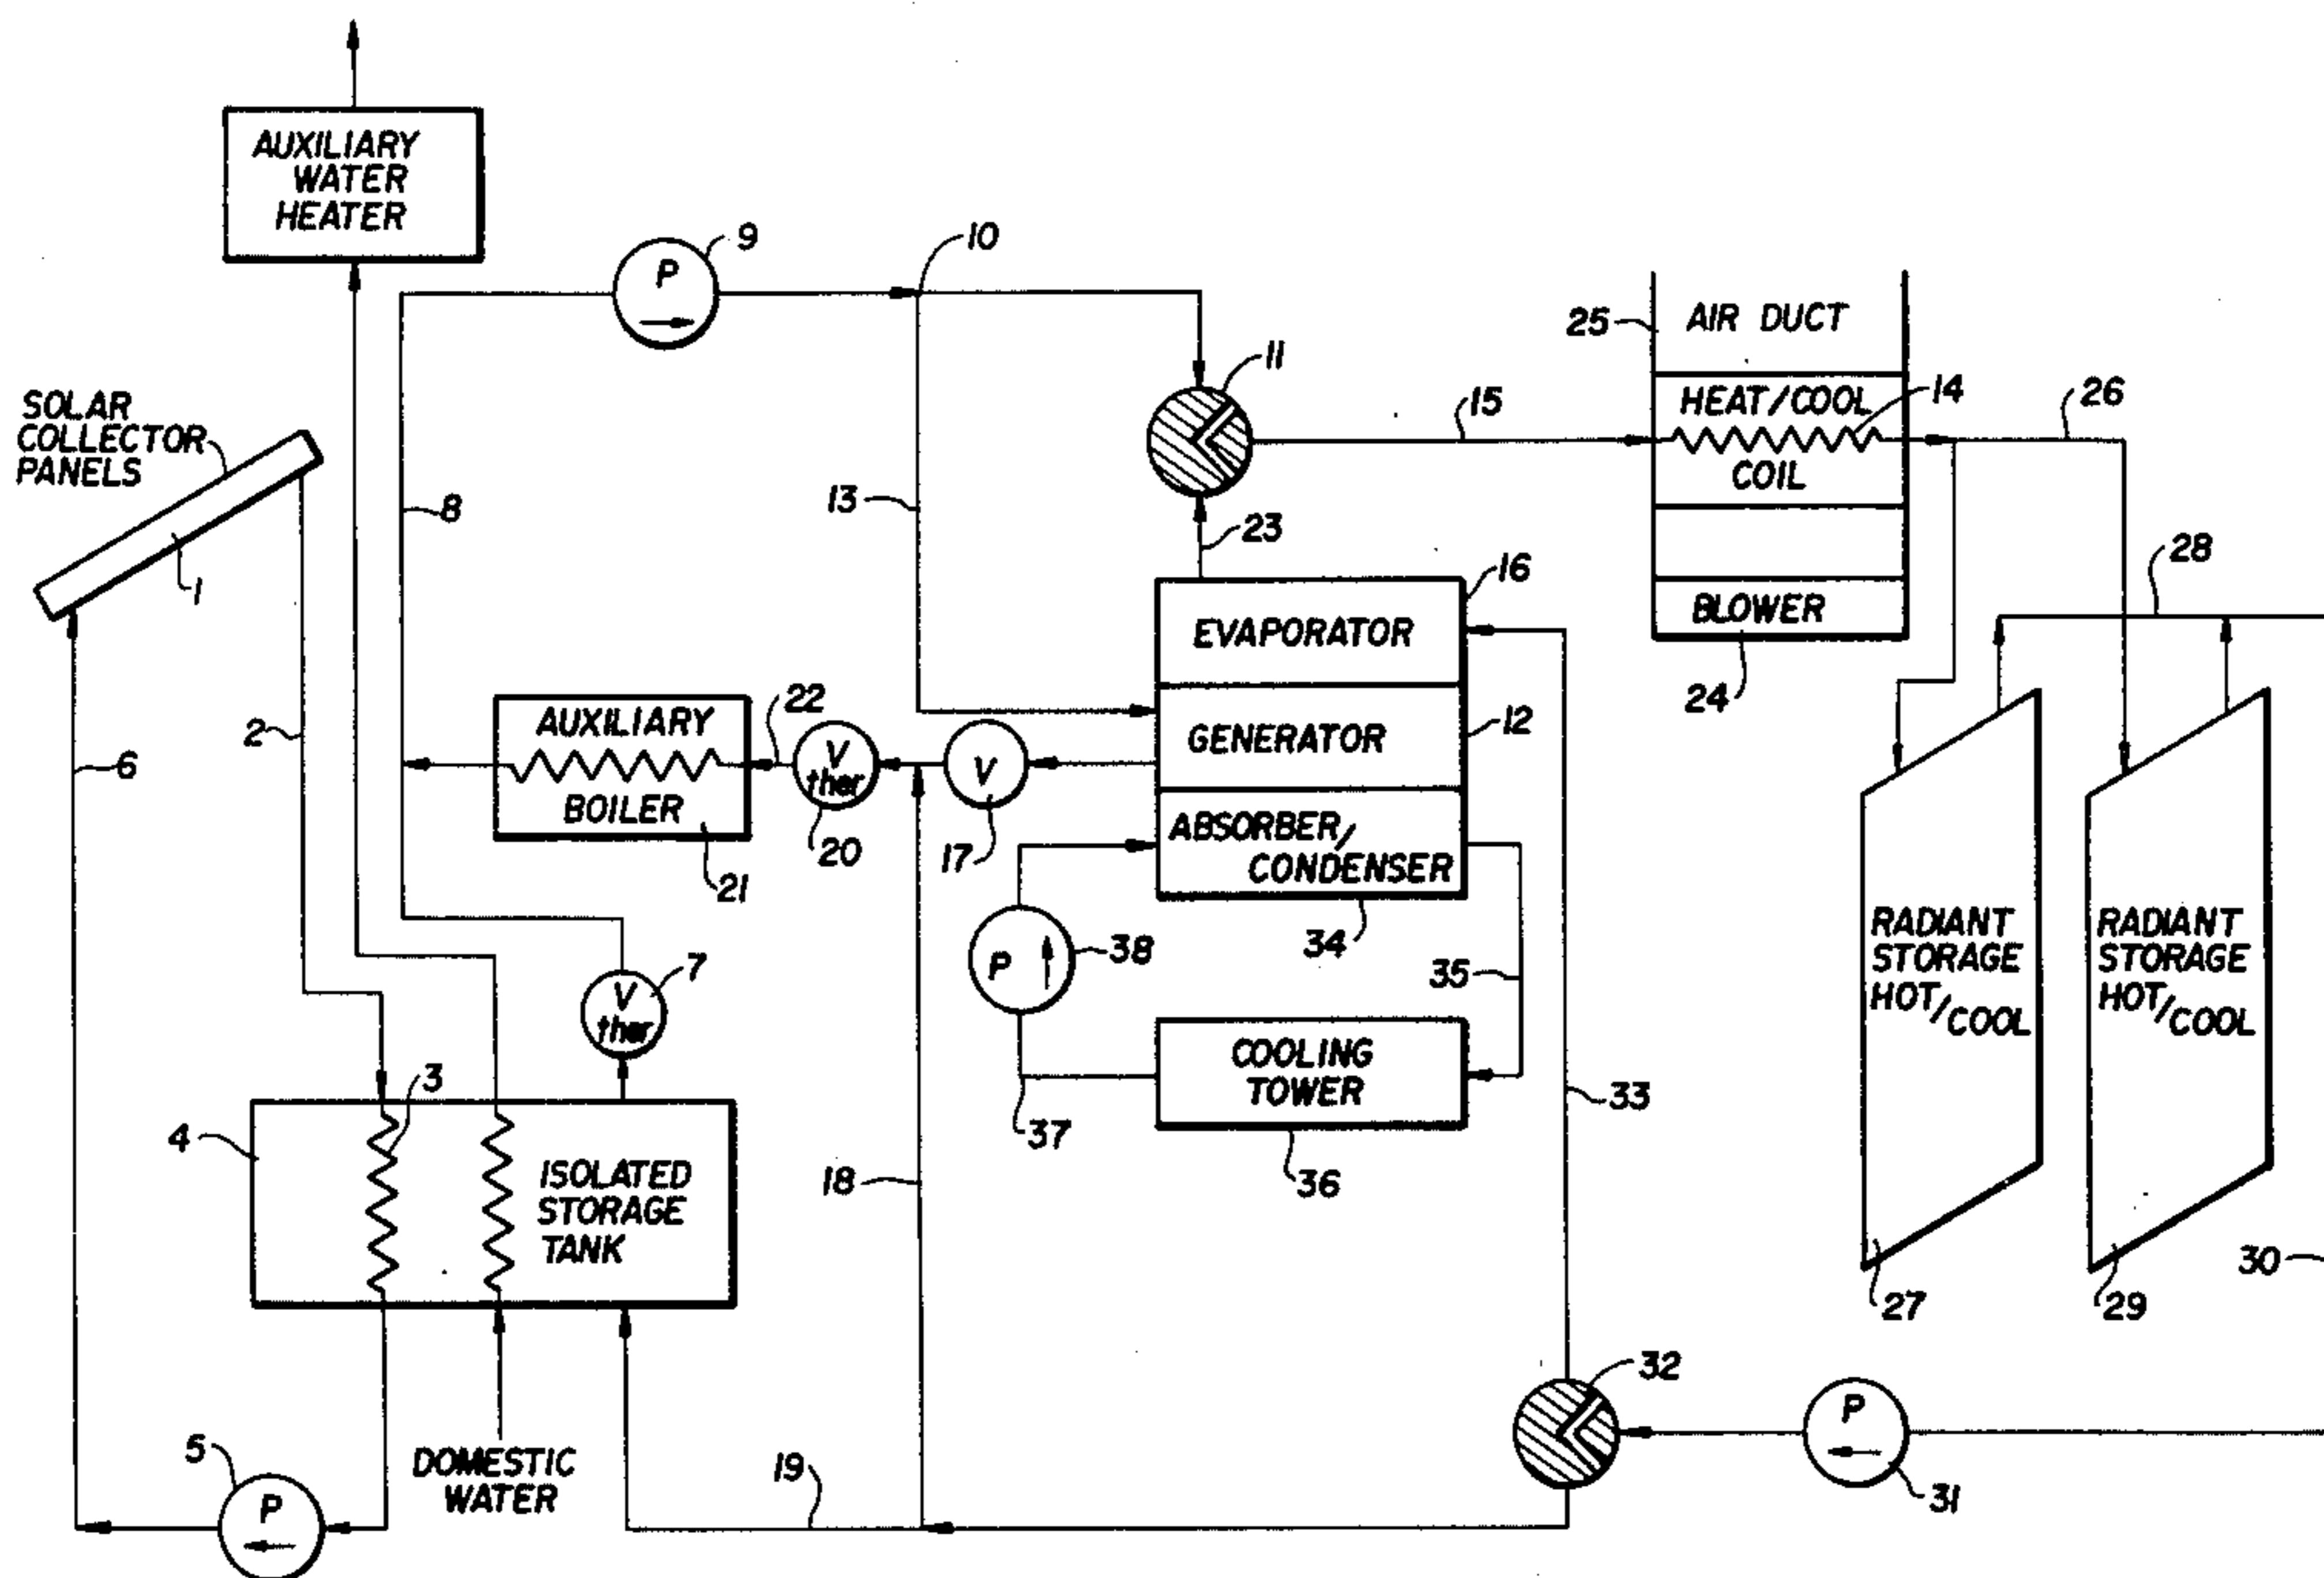 AUXILIARY
WATER
HEATER
P
9
10
11
SOLAR
COLLECTOR
PANELS
1
2
6
8
13
15
23
AIR DUCT
25
HEAT/COOL
14
COIL
BLOWER
24
26
28
EVAPORATOR
16
GENERATOR
12
ABSORBER/
CONDENSER
34
AUXILIARY
BOILER
21
22
V
ther
20
V
17
V
ther
7
P
38
35
COOLING
TOWER
36
37
33
RADIANT
STORAGE
HOT/COOL
27
RADIANT
STORAGE
HOT/COOL
29
30
3
4
ISOLATED
STORAGE
TANK
18
DOMESTIC
WATER
5
P
19
32
P
31